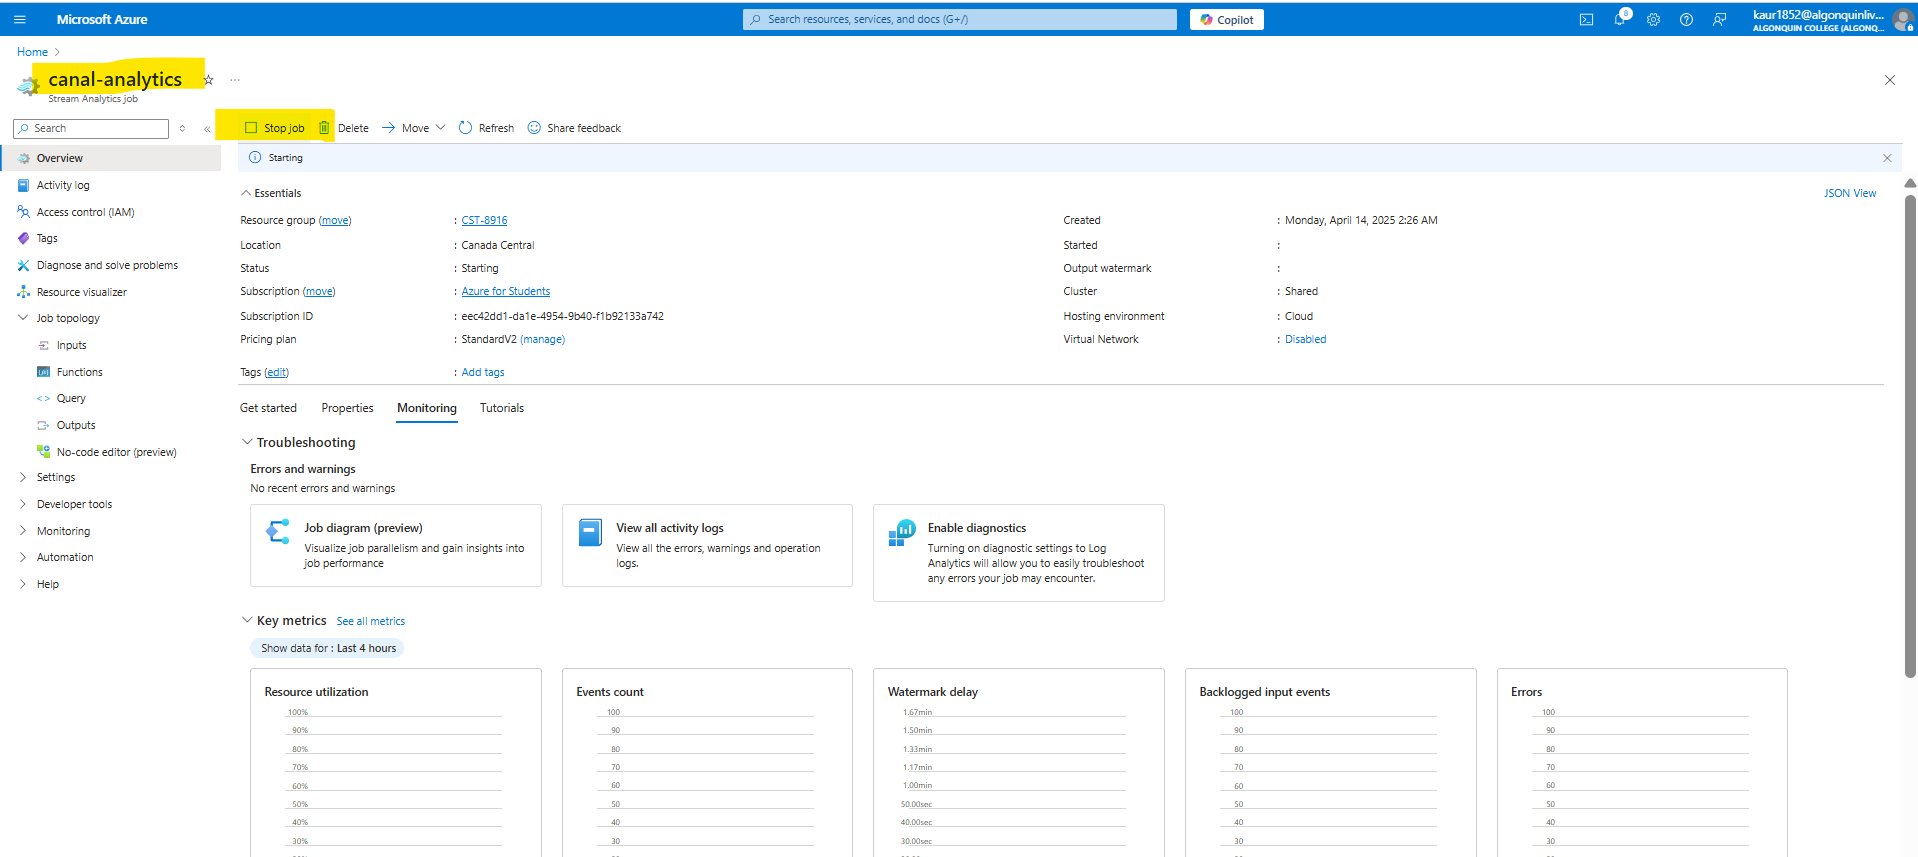 Microsoft Azure
Search resources, services, and docs (G+/)
Copilot
8
kaur1852@algonquinliv...
ALGONQUIN COLLEGE (ALGONQ...
Home
canal-analytics
Stream Analytics job
Search
Stop job
Delete
Move
Refresh
Share feedback
Overview
Activity log
Access control (IAM)
Tags
Diagnose and solve problems
Resource visualizer
Job topology
Inputs
Functions
Query
Outputs
No-code editor (preview)
Settings
Developer tools
Monitoring
Automation
Help
Starting
Essentials
JSON View
Resource group (move) : CST-8916
Location : Canada Central
Status : Starting
Subscription (move) : Azure for Students
Subscription ID : eec42dd1-da1e-4954-9b40-f1b92133a742
Pricing plan : StandardV2 (manage)
Tags (edit) : Add tags
Created : Monday, April 14, 2025 2:26 AM
Started :
Output watermark :
Cluster : Shared
Hosting environment : Cloud
Virtual Network : Disabled
Get started Properties Monitoring Tutorials
Troubleshooting
Errors and warnings
No recent errors and warnings
Job diagram (preview)
Visualize job parallelism and gain insights into
job performance
View all activity logs
View all the errors, warnings and operation
logs.
Enable diagnostics
Turning on diagnostic settings to Log
Analytics will allow you to easily troubleshoot
any errors your job may encounter.
Key metrics See all metrics
Show data for : Last 4 hours
Resource utilization
100%
90%
80%
70%
60%
50%
40%
30%
Events count
100
90
80
70
60
50
40
30
Watermark delay
1.67min
1.50min
1.33min
1.17min
1.00min
50.00sec
40.00sec
30.00sec
Backlogged input events
100
90
80
70
60
50
40
30
Errors
100
90
80
70
60
50
40
30